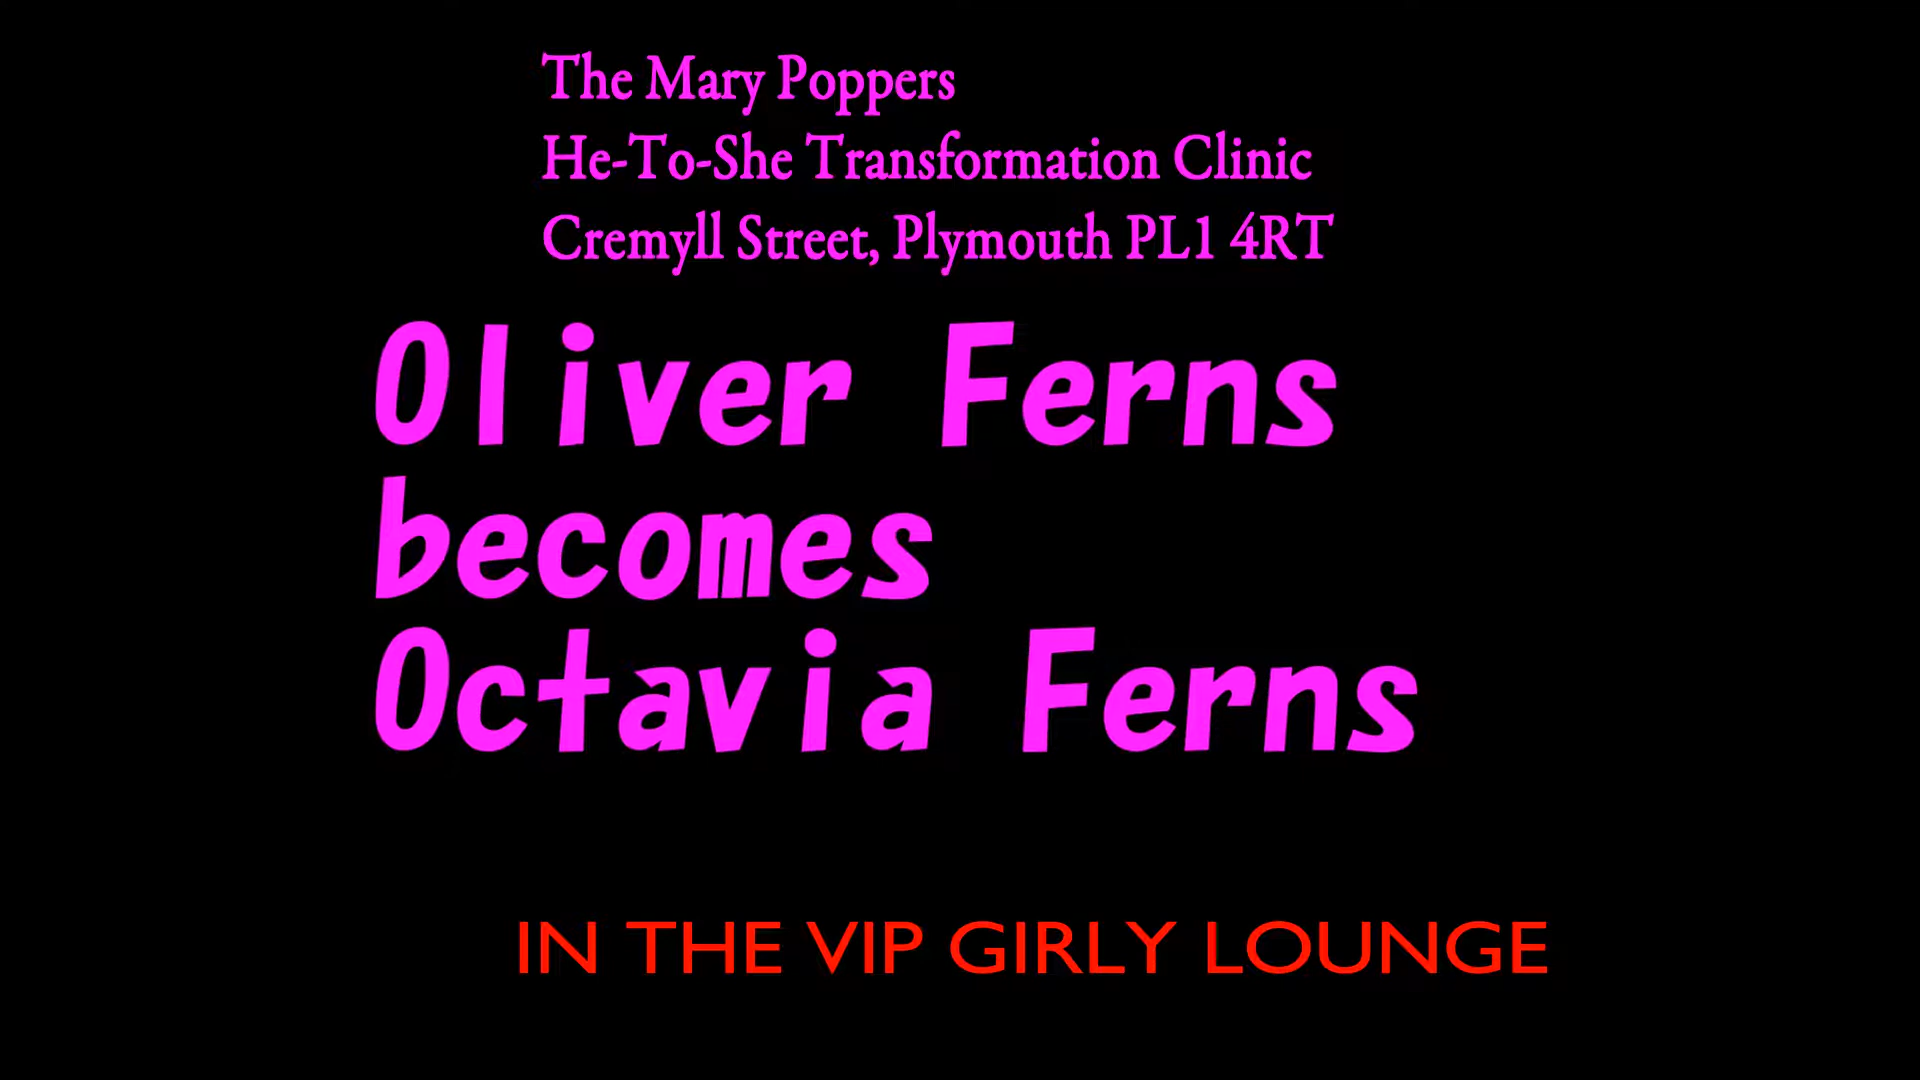 The Mary Poppers
He-To-She Transformation Clinic
Cremyll Street, Plymouth PL1 4RT
Oliver Ferns
becomes
Octavia Ferns
IN THE VIP GIRLY LOUNGE